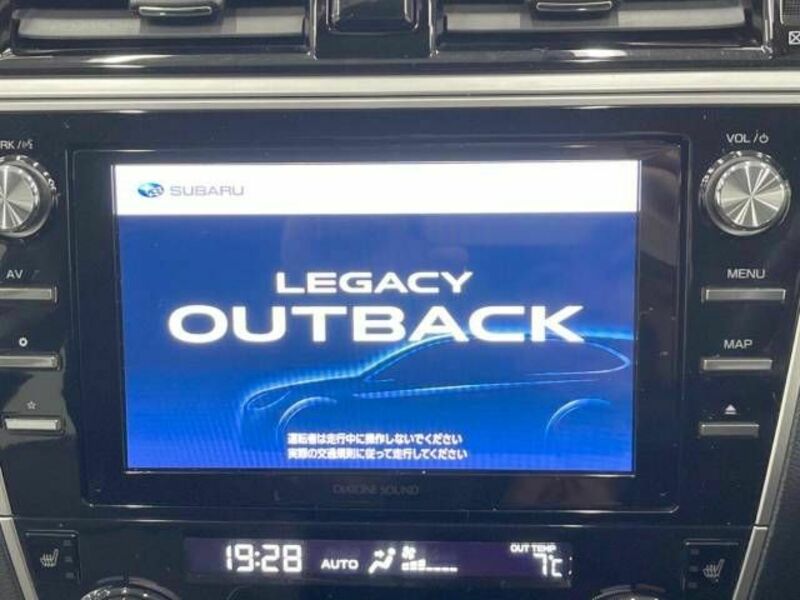 VOL /
SUBARU
AV
MENU
LEGACY
OUTBACK
MAP
運転者は走行中に操作しないでください
実際の交通規則に従って走行してください
DIATONE SOUND
19:28 AUTO OUT TEMP 7℃